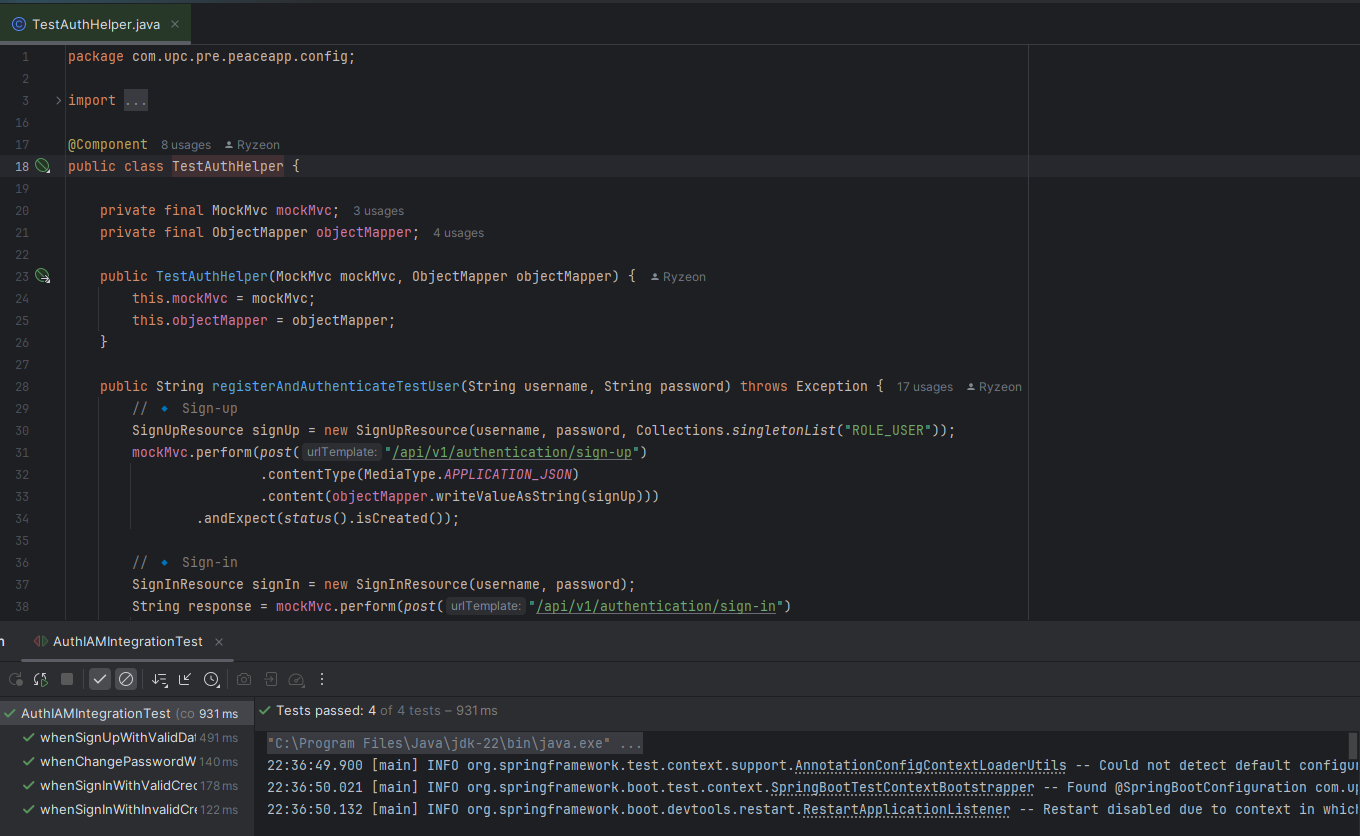 TestAuthHelper.java
1 package com.upc.pre.peaceapp.config;
2
3 import ...
16
17 @Component 8 usages Ryzeon
18 public class TestAuthHelper {
19
20 private final MockMvc mockMvc; 3 usages
21 private final ObjectMapper objectMapper; 4 usages
22
23 public TestAuthHelper(MockMvc mockMvc, ObjectMapper objectMapper) { Ryzeon
24 this.mockMvc = mockMvc;
25 this.objectMapper = objectMapper;
26 }
27
28 public String registerAndAuthenticateTestUser(String username, String password) throws Exception { 17 usages Ryzeon
29 // 🔹 Sign-up
30 SignUpResource signUp = new SignUpResource(username, password, Collections.singletonList("ROLE_USER"));
31 mockMvc.perform(post( urlTemplate: "/api/v1/authentication/sign-up")
32 .contentType(MediaType.APPLICATION_JSON)
33 .content(objectMapper.writeValueAsString(signUp)))
34 .andExpect(status().isCreated());
35
36 // 🔹 Sign-in
37 SignInResource signIn = new SignInResource(username, password);
38 String response = mockMvc.perform(post( urlTemplate: "/api/v1/authentication/sign-in")
n AuthIAMIntegrationTest
AuthIAMIntegrationTest (co 931 ms
whenSignUpWithValidDat 491 ms
whenChangePasswordW 140 ms
whenSignInWithValidCred 178 ms
whenSignInWithInvalidCre 122 ms
Tests passed: 4 of 4 tests – 931 ms
"C:\Program Files\Java\jdk-22\bin\java.exe" ...
22:36:49.900 [main] INFO org.springframework.test.context.support.AnnotationConfigContextLoaderUtils -- Could not detect default configu
22:36:50.021 [main] INFO org.springframework.boot.test.context.SpringBootTestContextBootstrapper -- Found @SpringBootConfiguration com.up
22:36:50.132 [main] INFO org.springframework.boot.devtools.restart.RestartApplicationListener -- Restart disabled due to context in which